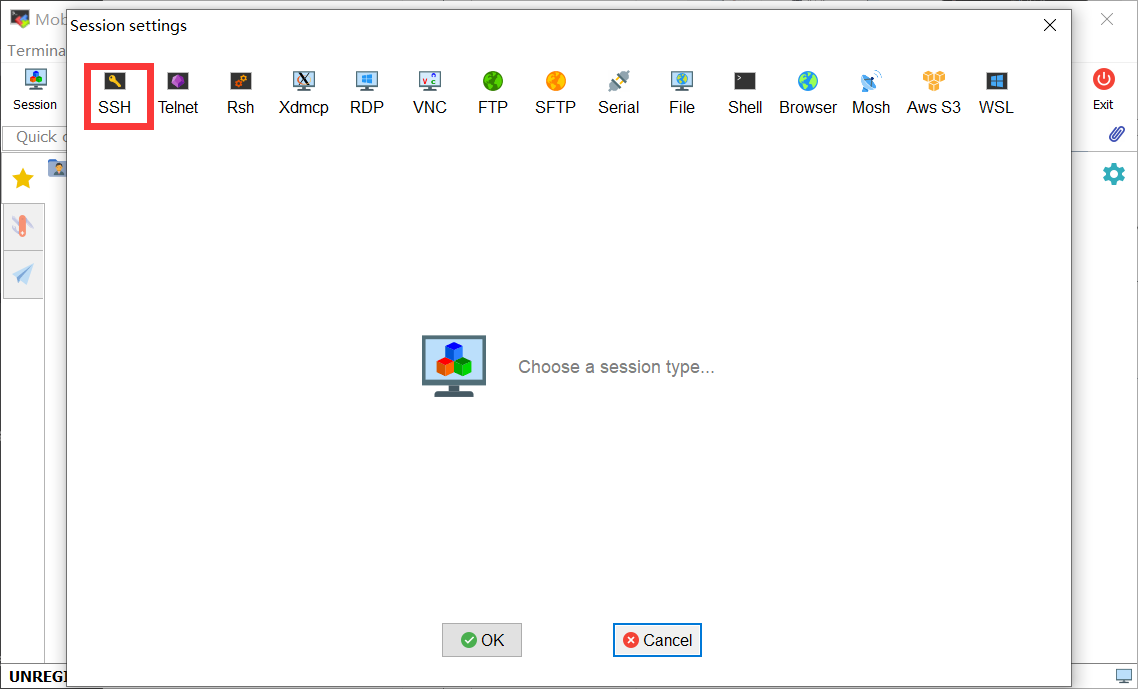 Mob
Session settings
Termina
Session
SSH
Telnet
Rsh
Xdmcp
RDP
VNC
FTP
SFTP
Serial
File
Shell
Browser
Mosh
Aws S3
WSL
Exit
Quick c
Choose a session type...
OK
Cancel
UNREGI